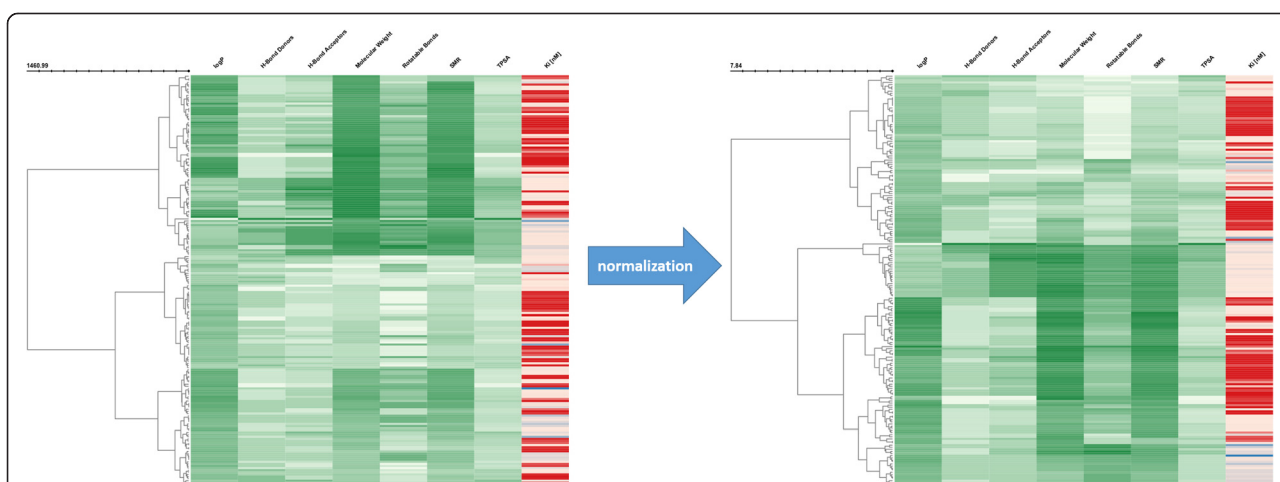 1460.99
logP
H-Bond Donors
H-Bond Acceptors
Molecular Weight
Rotatable Bonds
SMR
TPSA
Ki [nM]
normalization
7.84
logP
H-Bond Donors
H-Bond Acceptors
Molecular Weight
Rotatable Bonds
SMR
TPSA
Ki [nM]